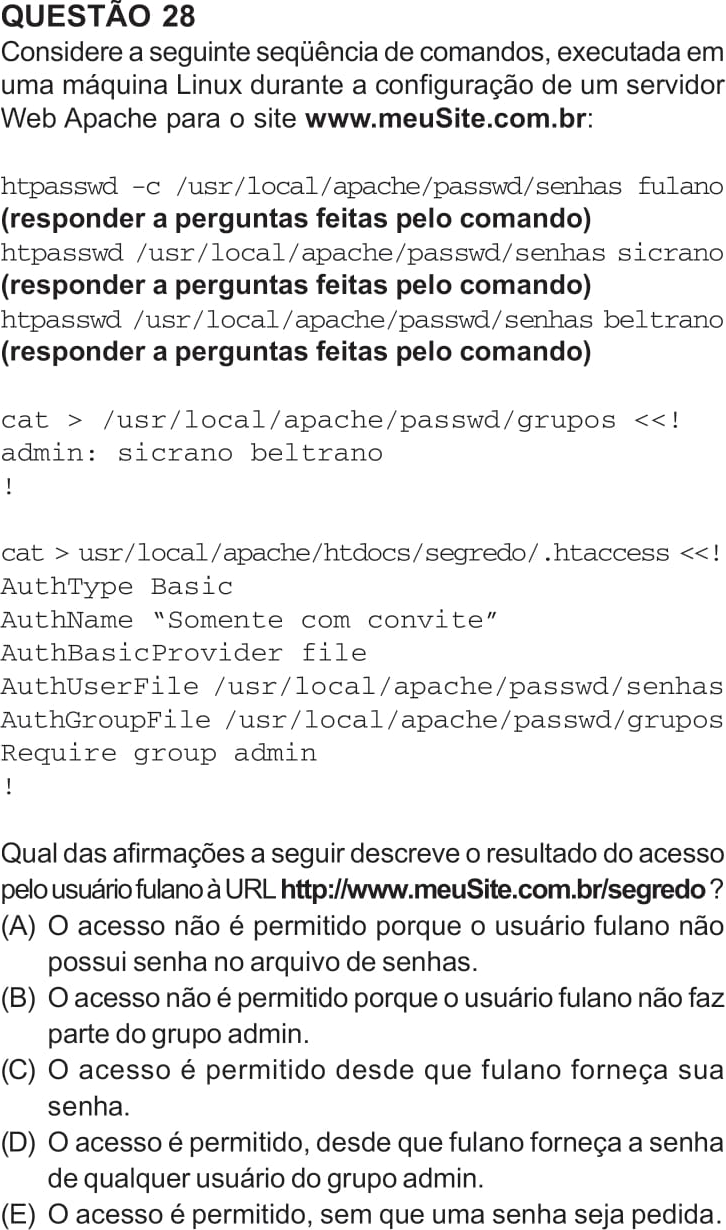 QUESTÃO 28
Considere a seguinte seqüência de comandos, executada em
uma máquina Linux durante a configuração de um servidor
Web Apache para o site www.meuSite.com.br:
htpasswd -c /usr/local/apache/passwd/senhas fulano
(responder a perguntas feitas pelo comando)
htpasswd /usr/local/apache/passwd/senhas sicrano
(responder a perguntas feitas pelo comando)
htpasswd /usr/local/apache/passwd/senhas beltrano
(responder a perguntas feitas pelo comando)
cat > /usr/local/apache/passwd/grupos <<!
admin: sicrano beltrano
!
cat > usr/local/apache/htdocs/segredo/.htaccess <<!
AuthType Basic
AuthName “Somente com convite”
AuthBasicProvider file
AuthUserFile /usr/local/apache/passwd/senhas
AuthGroupFile /usr/local/apache/passwd/grupos
Require group admin
!
Qual das afirmações a seguir descreve o resultado do acesso
pelo usuário fulano à URL http://www.meuSite.com.br/segredo ?
(A) O acesso não é permitido porque o usuário fulano não
possui senha no arquivo de senhas.
(B) O acesso não é permitido porque o usuário fulano não faz
parte do grupo admin.
(C) O acesso é permitido desde que fulano forneça sua
senha.
(D) O acesso é permitido, desde que fulano forneça a senha
de qualquer usuário do grupo admin.
(E) O acesso é permitido, sem que uma senha seja pedida.